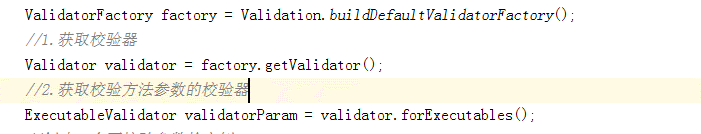 ValidatorFactory factory = Validation.buildDefaultValidatorFactory();
//1.获取校验器
Validator validator = factory.getValidator();
//2.获取校验方法参数的校验器
ExecutableValidator validatorParam = validator.forExecutables();